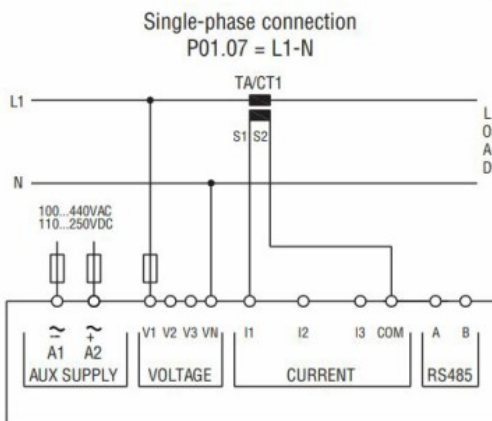 Single-phase connection
P01.07 = L1-N
TA/CT1
L1
S1 S2
LOAD
N
100...440VAC
110...250VDC
~ ~
- +
V1 V2 V3 VN I1 I2 I3 COM A B
A1 A2
AUX SUPPLY VOLTAGE CURRENT RS485